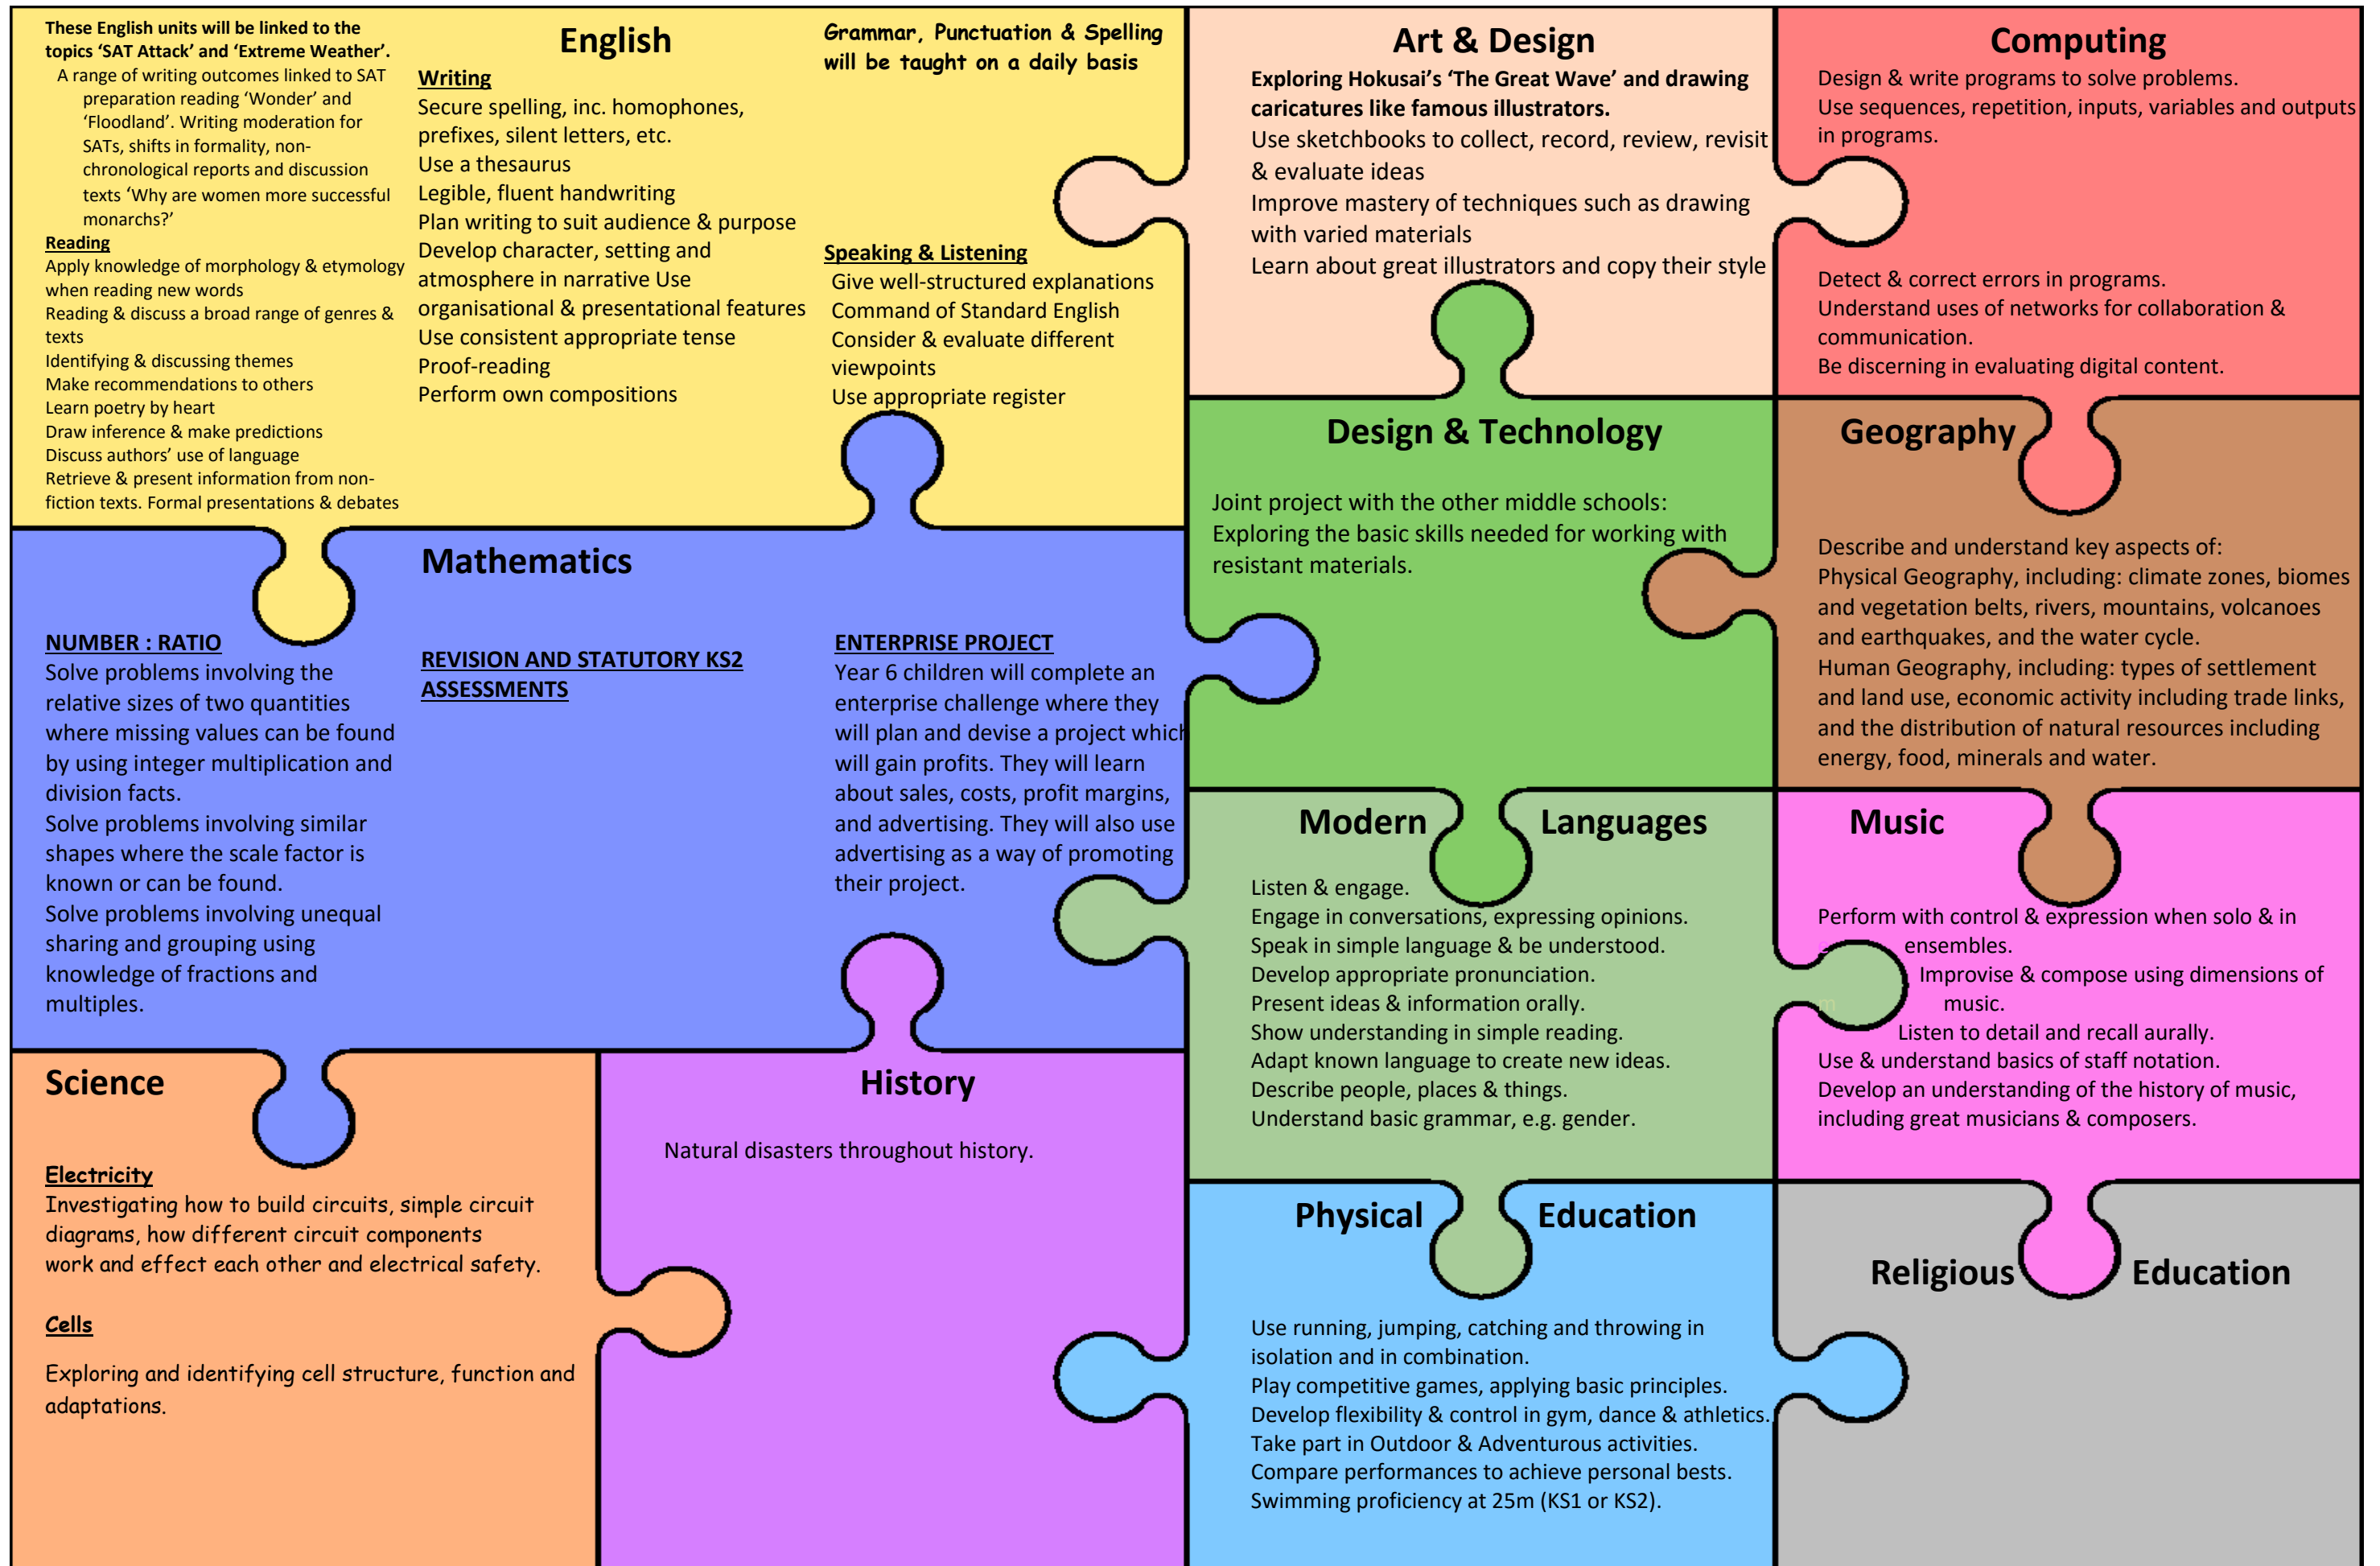 These English units will be linked to the
topics ‘SAT Attack’ and ‘Extreme Weather’.
A range of writing outcomes linked to SAT
preparation reading ‘Wonder’ and
‘Floodland’. Writing moderation for
SATs, shifts in formality, non-
chronological reports and discussion
texts ‘Why are women more successful
monarchs?’
Reading
Apply knowledge of morphology & etymology
when reading new words
Reading & discuss a broad range of genres &
texts
Identifying & discussing themes
Make recommendations to others
Learn poetry by heart
Draw inference & make predictions
Discuss authors’ use of language
Retrieve & present information from non-
fiction texts. Formal presentations & debates
English
Writing
Secure spelling, inc. homophones,
prefixes, silent letters, etc.
Use a thesaurus
Legible, fluent handwriting
Plan writing to suit audience & purpose
Develop character, setting and
atmosphere in narrative Use
organisational & presentational features
Use consistent appropriate tense
Proof-reading
Perform own compositions
Grammar, Punctuation & Spelling
will be taught on a daily basis
Speaking & Listening
Give well-structured explanations
Command of Standard English
Consider & evaluate different
viewpoints
Use appropriate register
Art & Design
Exploring Hokusai’s ‘The Great Wave’ and drawing
caricatures like famous illustrators.
Use sketchbooks to collect, record, review, revisit
& evaluate ideas
Improve mastery of techniques such as drawing
with varied materials
Learn about great illustrators and copy their style
Computing
Design & write programs to solve problems.
Use sequences, repetition, inputs, variables and outputs
in programs.
Detect & correct errors in programs.
Understand uses of networks for collaboration &
communication.
Be discerning in evaluating digital content.
Design & Technology
Joint project with the other middle schools:
Exploring the basic skills needed for working with
resistant materials.
Geography
Describe and understand key aspects of:
Physical Geography, including: climate zones, biomes
and vegetation belts, rivers, mountains, volcanoes
and earthquakes, and the water cycle.
Human Geography, including: types of settlement
and land use, economic activity including trade links,
and the distribution of natural resources including
energy, food, minerals and water.
Mathematics
NUMBER : RATIO
Solve problems involving the
relative sizes of two quantities
where missing values can be found
by using integer multiplication and
division facts.
Solve problems involving similar
shapes where the scale factor is
known or can be found.
Solve problems involving unequal
sharing and grouping using
knowledge of fractions and
multiples.
REVISION AND STATUTORY KS2
ASSESSMENTS
ENTERPRISE PROJECT
Year 6 children will complete an
enterprise challenge where they
will plan and devise a project which
will gain profits. They will learn
about sales, costs, profit margins,
and advertising. They will also use
advertising as a way of promoting
their project.
Modern Languages
Listen & engage.
Engage in conversations, expressing opinions.
Speak in simple language & be understood.
Develop appropriate pronunciation.
Present ideas & information orally.
Show understanding in simple reading.
Adapt known language to create new ideas.
Describe people, places & things.
Understand basic grammar, e.g. gender.
Music
Perform with control & expression when solo & in
ensembles.
Improvise & compose using dimensions of
m music.
Listen to detail and recall aurally.
Use & understand basics of staff notation.
Develop an understanding of the history of music,
including great musicians & composers.
Science
Electricity
Investigating how to build circuits, simple circuit
diagrams, how different circuit components
work and effect each other and electrical safety.
Cells
Exploring and identifying cell structure, function and
adaptations.
History
Natural disasters throughout history.
Physical Education
Use running, jumping, catching and throwing in
isolation and in combination.
Play competitive games, applying basic principles.
Develop flexibility & control in gym, dance & athletics.
Take part in Outdoor & Adventurous activities.
Compare performances to achieve personal bests.
Swimming proficiency at 25m (KS1 or KS2).
Religious Education